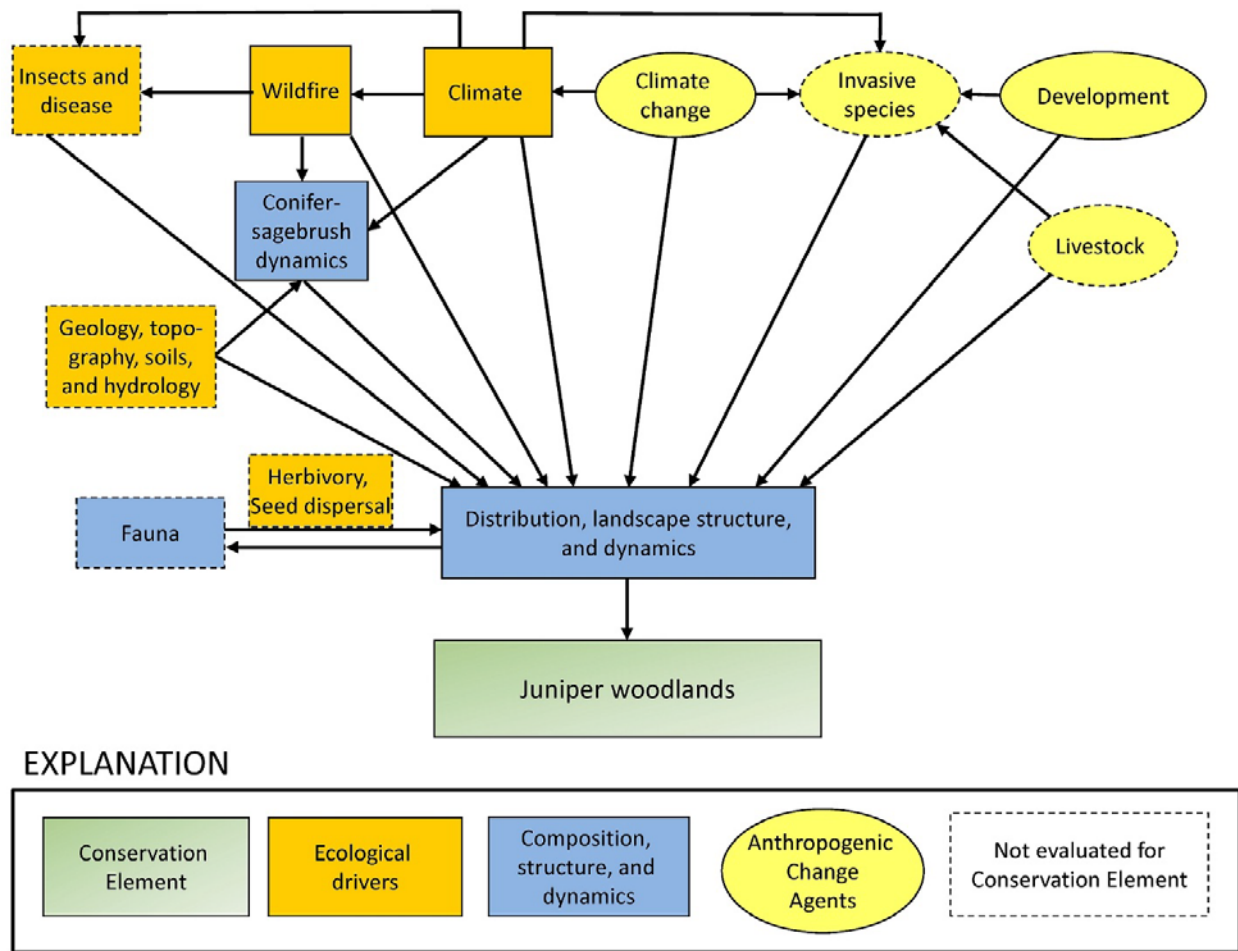 Insects and
disease
Wildfire
Climate
Climate
change
Invasive
species
Development
Conifer-
sagebrush
dynamics
Livestock
Geology, topo-
graphy, soils,
and hydrology
Herbivory,
Seed dispersal
Fauna
Distribution, landscape structure,
and dynamics
Juniper woodlands
EXPLANATION
Conservation
Element
Ecological
drivers
Composition,
structure, and
dynamics
Anthropogenic
Change
Agents
Not evaluated for
Conservation Element